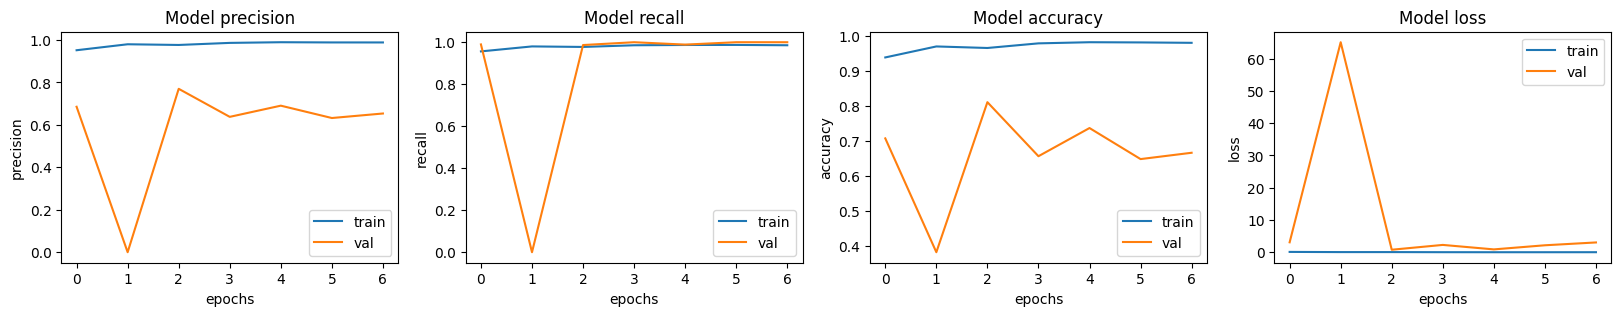 Model precision
precision
1.0
0.8
0.6
0.4
0.2
0.0
0 1 2 3 4 5 6
epochs
train
val
Model recall
recall
1.0
0.8
0.6
0.4
0.2
0.0
0 1 2 3 4 5 6
epochs
train
val
Model accuracy
accuracy
1.0
0.9
0.8
0.7
0.6
0.5
0.4
0 1 2 3 4 5 6
epochs
train
val
Model loss
loss
60
50
40
30
20
10
0
0 1 2 3 4 5 6
epochs
train
val